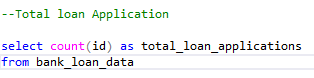 --Total loan Application
select count(id) as total_loan_applications
from bank_loan_data